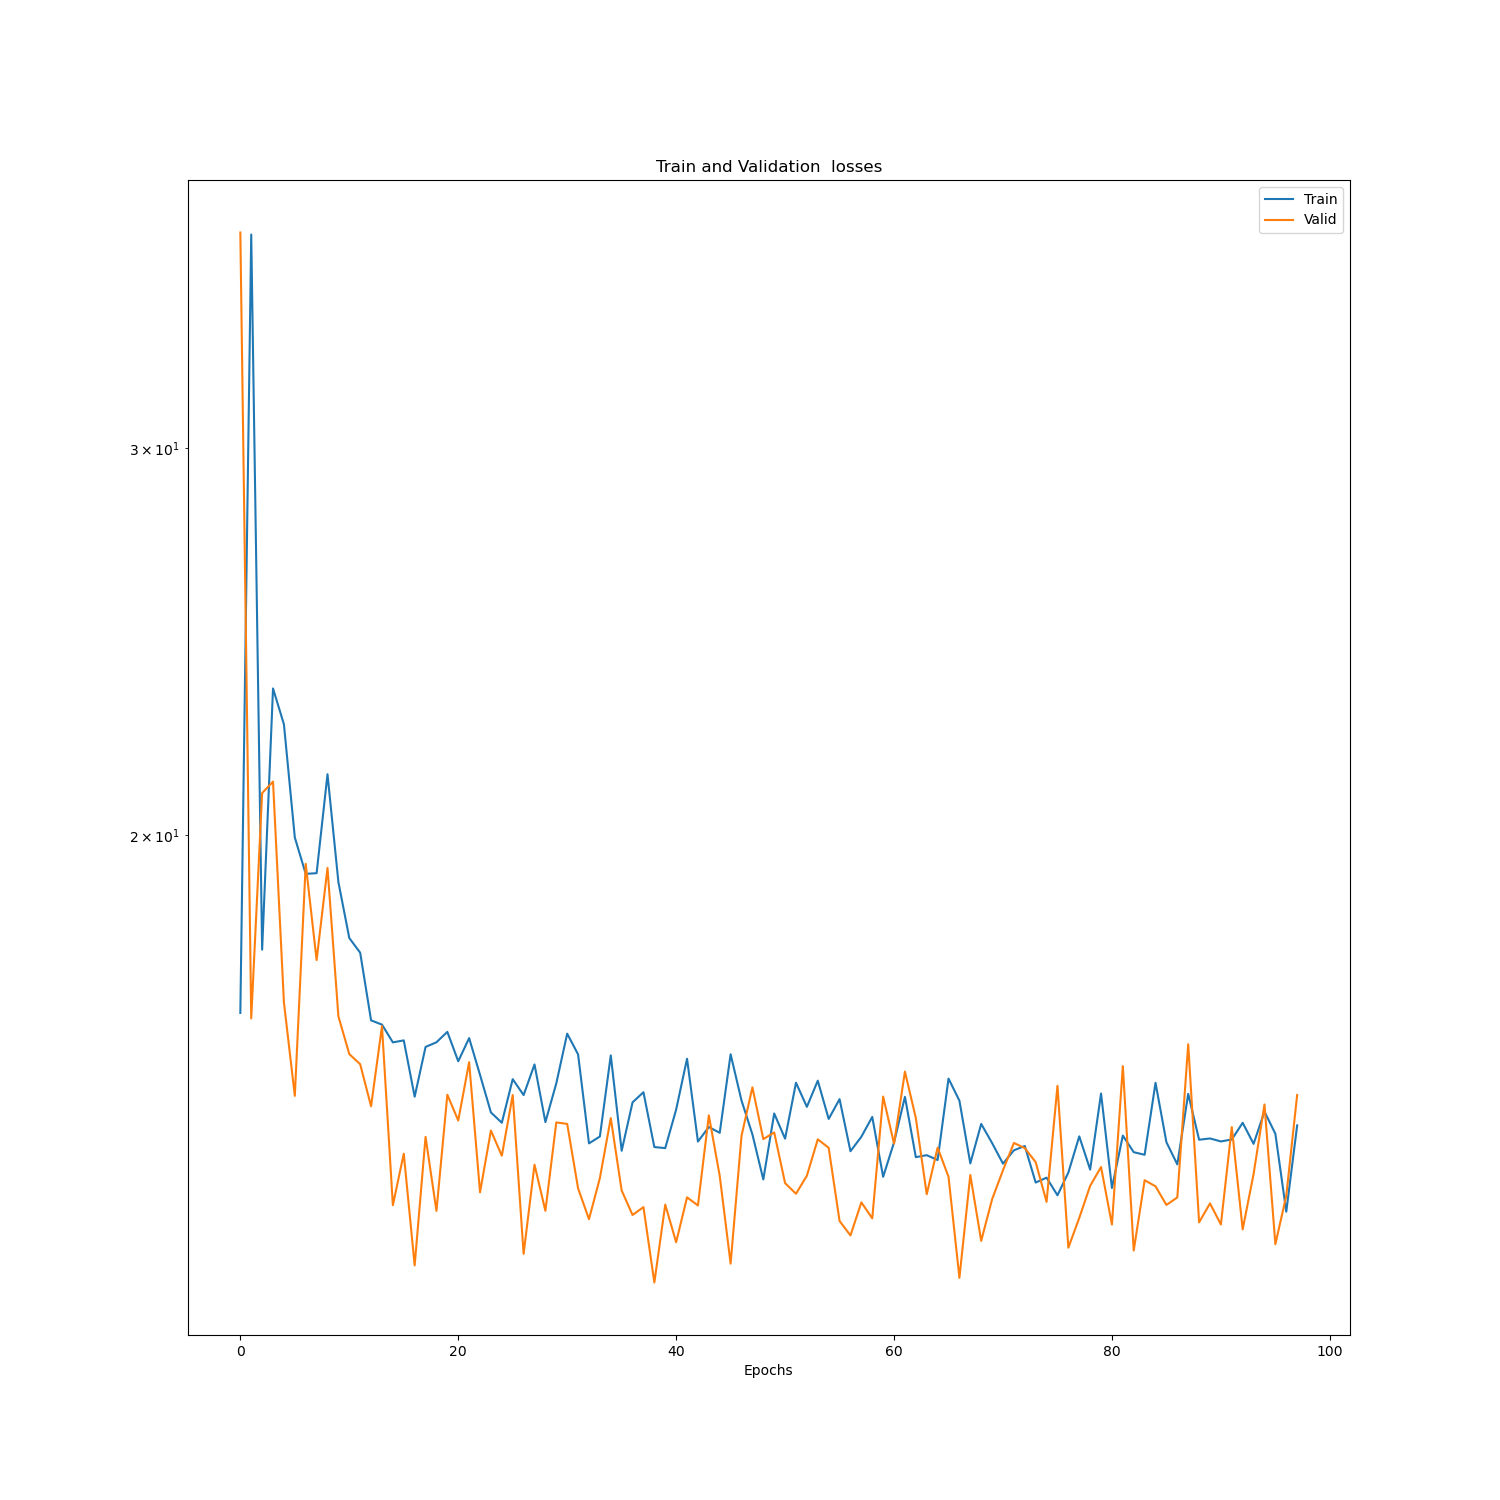 Train and Validation  losses
Train
Valid
3 × 10¹
2 × 10¹
0 20 40 60 80 100
Epochs